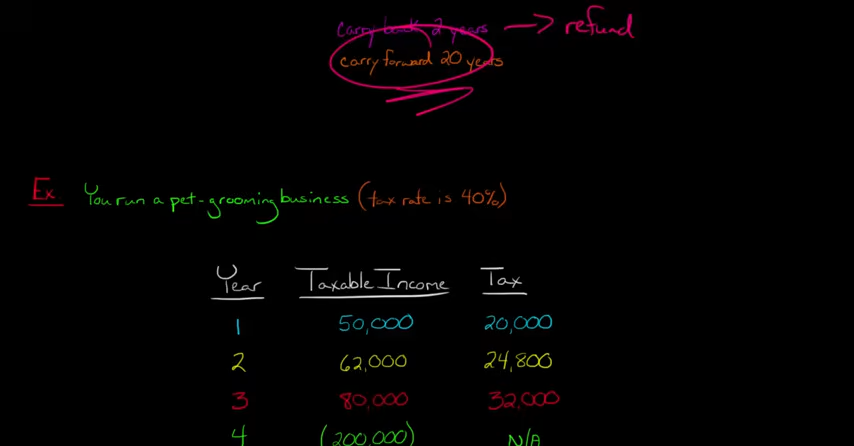 carry back 2 years → refund
carry forward 20 years
Ex You run a pet-grooming business (tax rate is 40%)
Year Taxable Income Tax
1 50,000 20,000
2 62,000 24,800
3 80,000 32,000
4 (200,000) N/A